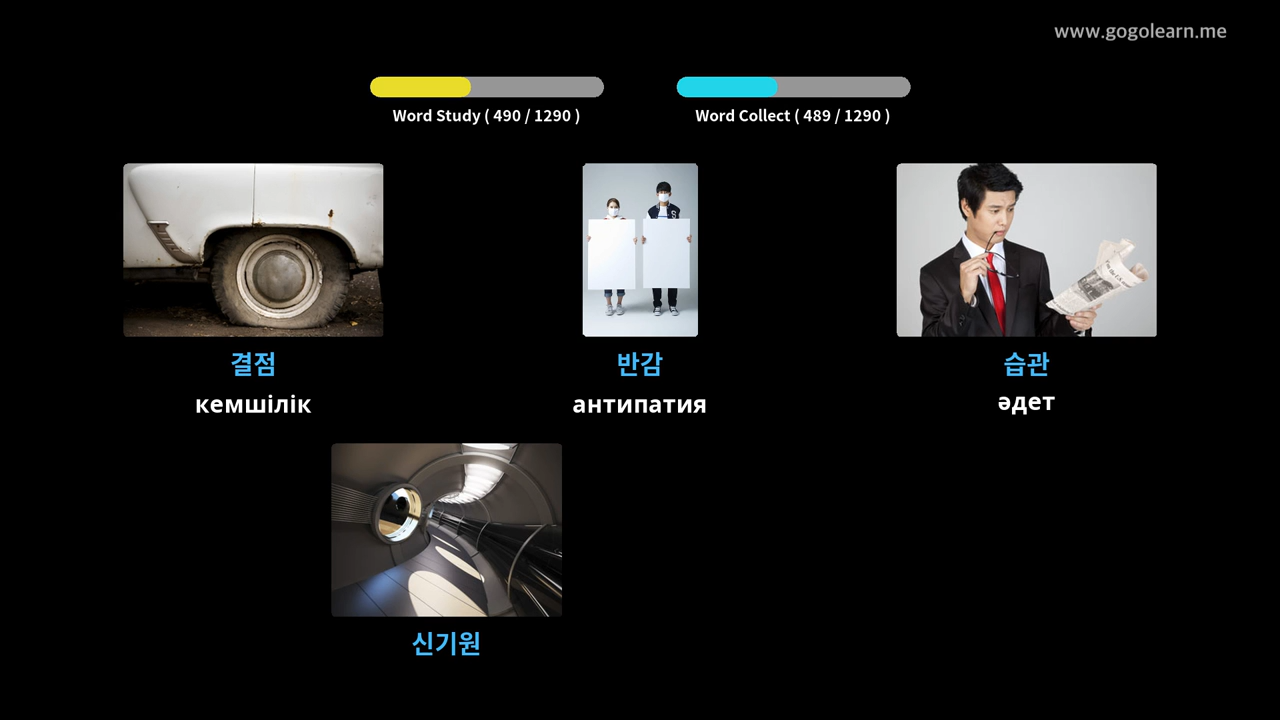 www.gogolearn.me
Word Study ( 490 / 1290 )
Word Collect ( 489 / 1290 )
결점
кемшілік
반감
антипатия
습관
әдет
신기원